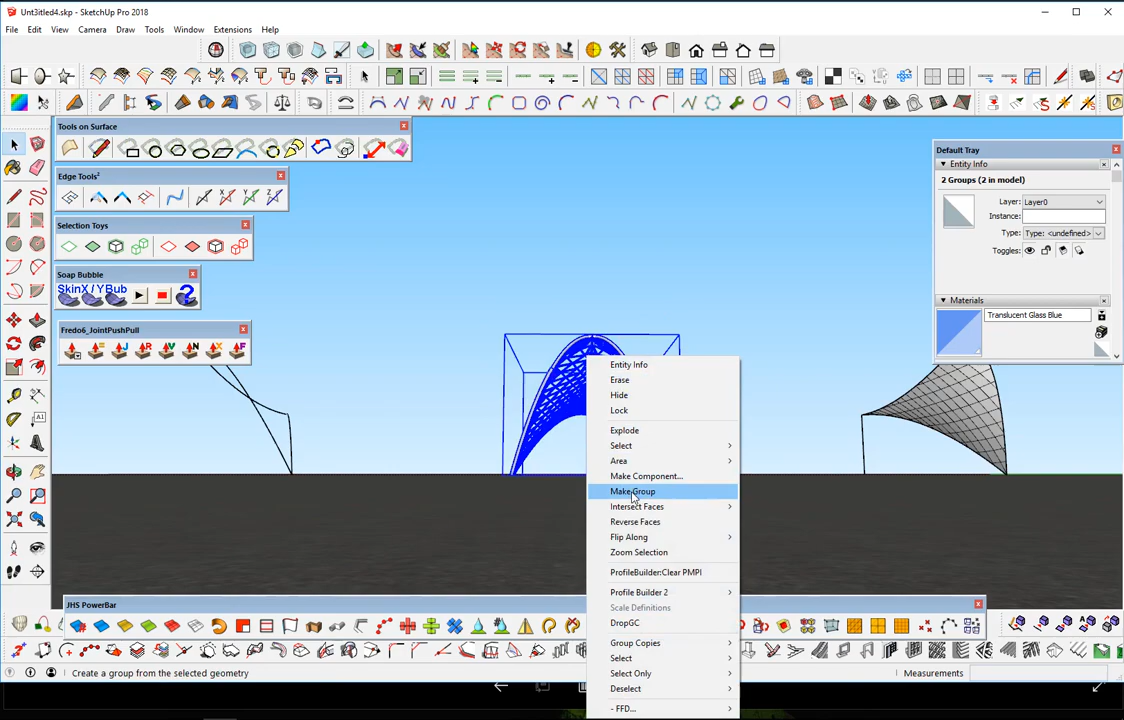 Unt3itled4.skp - SketchUp Pro 2018
File Edit View Camera Draw Tools Window Extensions Help
Tools on Surface
Edge Tools²
Selection Toys
Soap Bubble
Skin X / Y Bub
Fredo6_JointPushPull
Default Tray
Entity Info
2 Groups (2 in model)
Layer: Layer0
Instance:
Type: Type: <undefined>
Toggles:
Materials
Translucent Glass Blue
Entity Info
Erase
Hide
Lock
Explode
Select
Area
Make Component...
Make Group
Intersect Faces
Reverse Faces
Flip Along
Zoom Selection
ProfileBuilder:Clear PMPI
Profile Builder 2
Scale Definitions
DropGC
Group Copies
Select
Select Only
Deselect
- FFD...
JHS PowerBar
Create a group from the selected geometry
Measurements